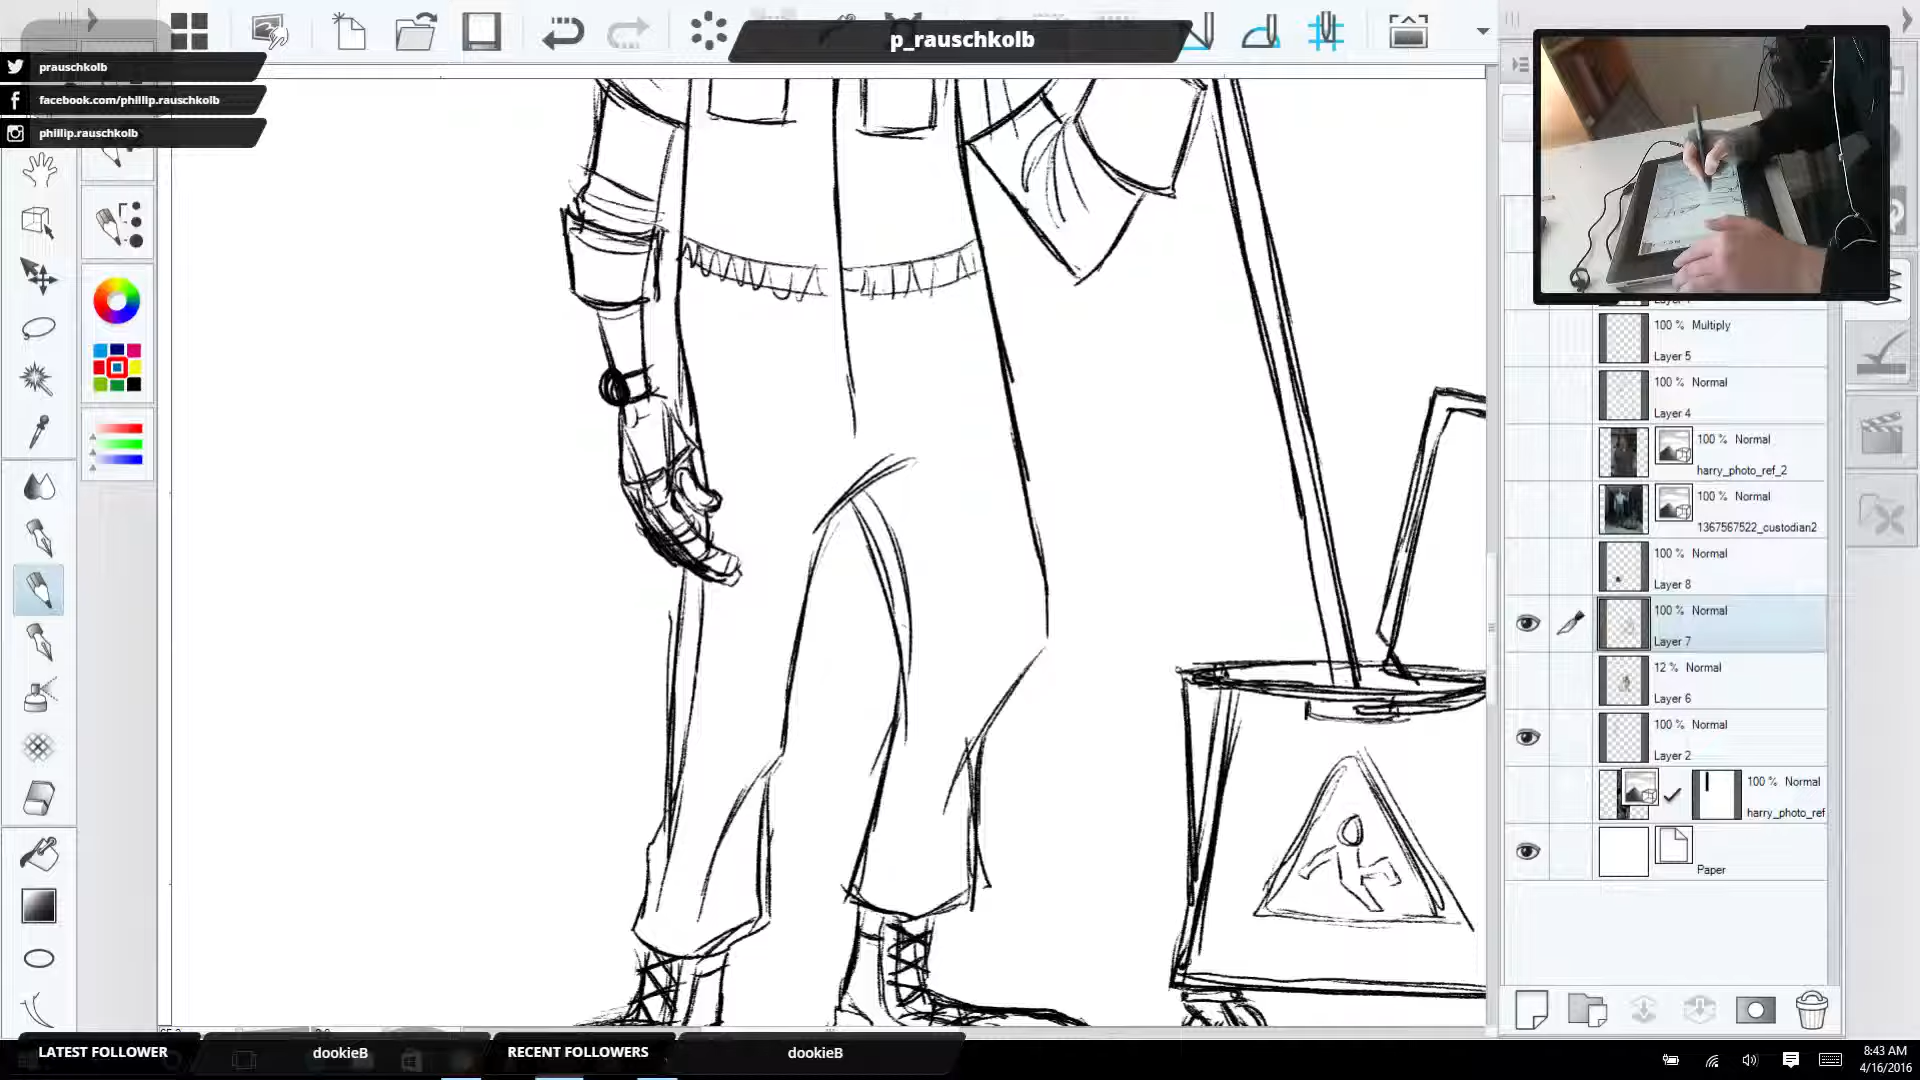 p_rauschkolb
prauschkolb
facebook.com/phillip.rauschkolb
phillip.rauschkolb
100 % Multiply
Layer 5
100 % Normal
Layer 4
100 % Normal
harry_photo_ref_2
100 % Normal
1367567522_custodian2
100 % Normal
Layer 8
100 % Normal
Layer 7
12 % Normal
Layer 6
100 % Normal
Layer 2
100 % Normal
harry_photo_ref
Paper
LATEST FOLLOWER
dookieB
RECENT FOLLOWERS
dookieB
8:43 AM
4/16/2016